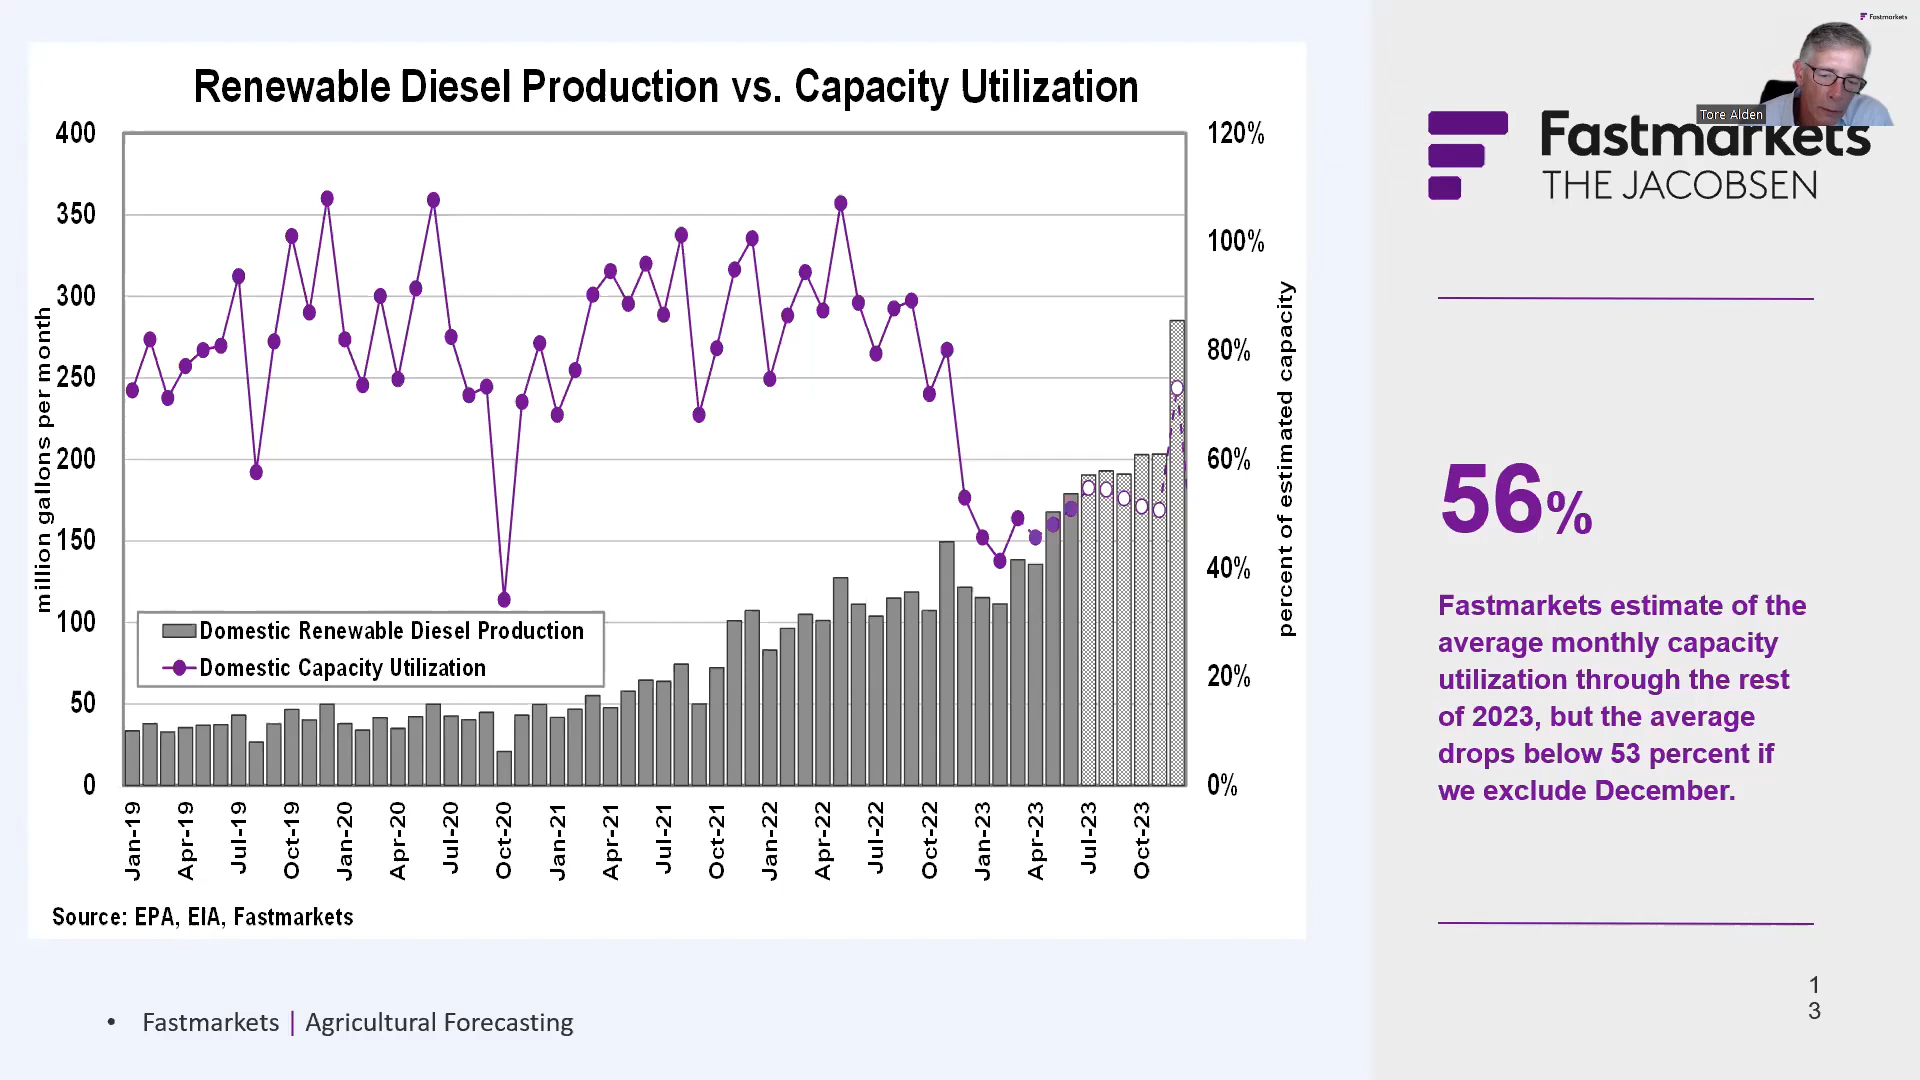 Fastmarkets
Tore Alden
Fastmarkets
THE JACOBSEN
Renewable Diesel Production vs. Capacity Utilization
400
350
300
250
200
150
100
50
0
million gallons per month
120%
100%
80%
60%
40%
20%
0%
percent of estimated capacity
Domestic Renewable Diesel Production
Domestic Capacity Utilization
Jan-19
Apr-19
Jul-19
Oct-19
Jan-20
Apr-20
Jul-20
Oct-20
Jan-21
Apr-21
Jul-21
Oct-21
Jan-22
Apr-22
Jul-22
Oct-22
Jan-23
Apr-23
Jul-23
Oct-23
Source: EPA, EIA, Fastmarkets
56%
Fastmarkets estimate of the
average monthly capacity
utilization through the rest
of 2023, but the average
drops below 53 percent if
we exclude December.
• Fastmarkets | Agricultural Forecasting
1
3